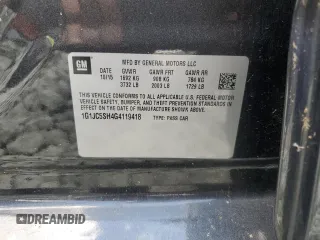 GM
MFD BY GENERAL MOTORS LLC
10/15 GVWR GAWR FRT GAWR RR
1692 KG 908 KG 784 KG
3732 LB 2003 LB 1729 LB
THIS VEHICLE CONFORMS TO ALL APPLICABLE U.S. FEDERAL MOTOR
VEHICLE SAFETY, BUMPER, AND THEFT PREVENTION STANDARDS
IN EFFECT ON THE DATE OF MANUFACTURE SHOWN ABOVE.
1G1JC5SH4G4119418
TYPE: PASS CAR
DREAMBID